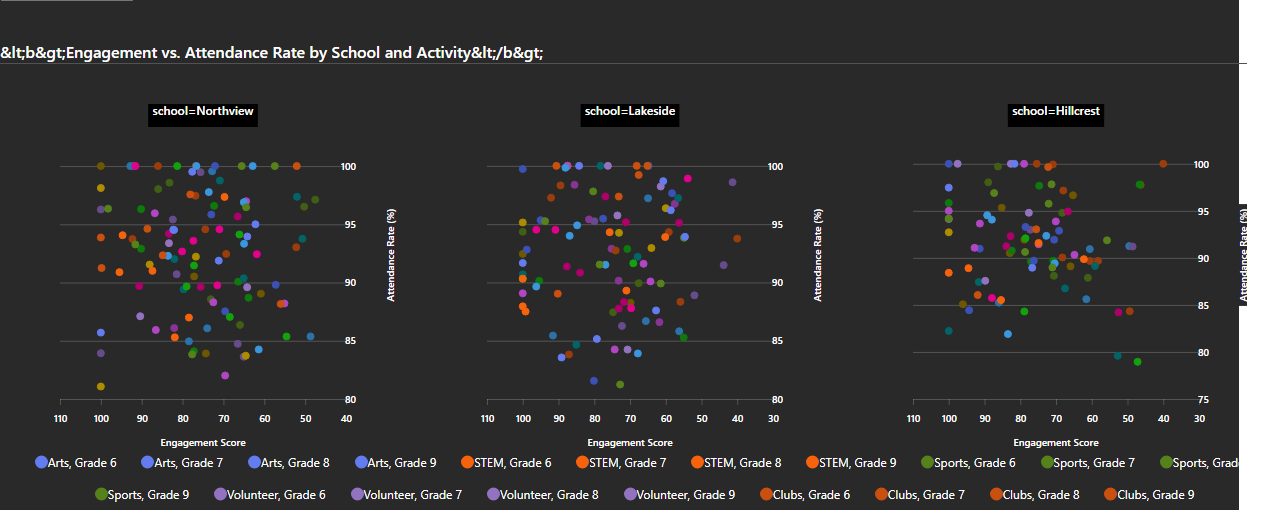 &lt;b&gt;Engagement vs. Attendance Rate by School and Activity&lt;/b&gt;
school=Northview
school=Lakeside
school=Hillcrest
100
95
90
85
80
Attendance Rate (%)
110 100 90 80 70 60 50 40
Engagement Score
100
95
90
85
80
Attendance Rate (%)
110 100 90 80 70 60 50 40 30
Engagement Score
100
95
90
85
80
75
Attendance Rate (%)
110 100 90 80 70 60 50 40 30
Engagement Score
Arts, Grade 6 Arts, Grade 7 Arts, Grade 8 Arts, Grade 9 STEM, Grade 6 STEM, Grade 7 STEM, Grade 8 STEM, Grade 9 Sports, Grade 6 Sports, Grade 7 Sports, Grad
Sports, Grade 9 Volunteer, Grade 6 Volunteer, Grade 7 Volunteer, Grade 8 Volunteer, Grade 9 Clubs, Grade 6 Clubs, Grade 7 Clubs, Grade 8 Clubs, Grade 9